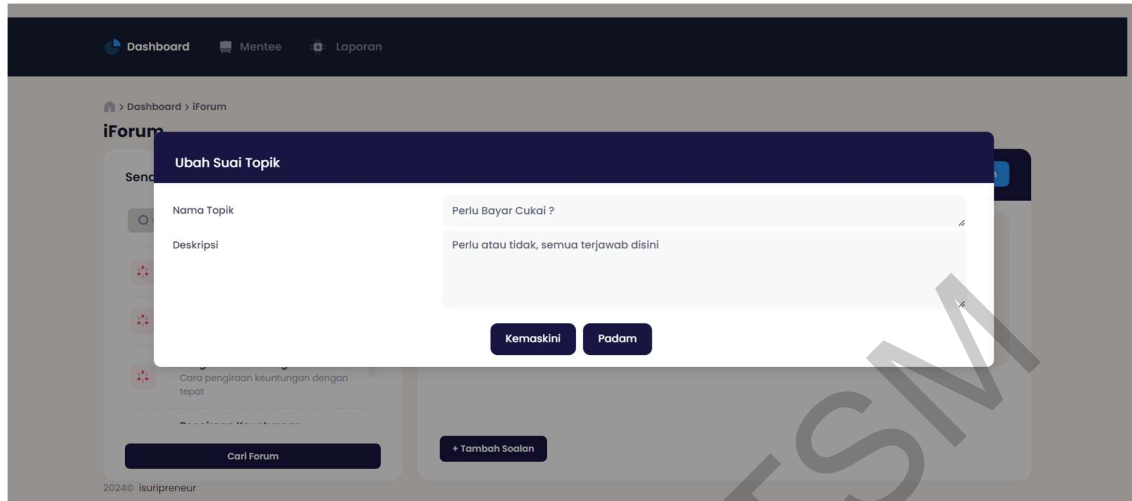 Dashboard Mentee Laporan
> Dashboard > iForum
iForum
Ubah Suai Topik
Nama Topik Perlu Bayar Cukai ?
Deskripsi Perlu atau tidak, semua terjawab disini
Kemaskini Padam
Cara pengiraan keuntungan dengan
tepat
Cari Forum + Tambah Soalan
2024© isuripreneur